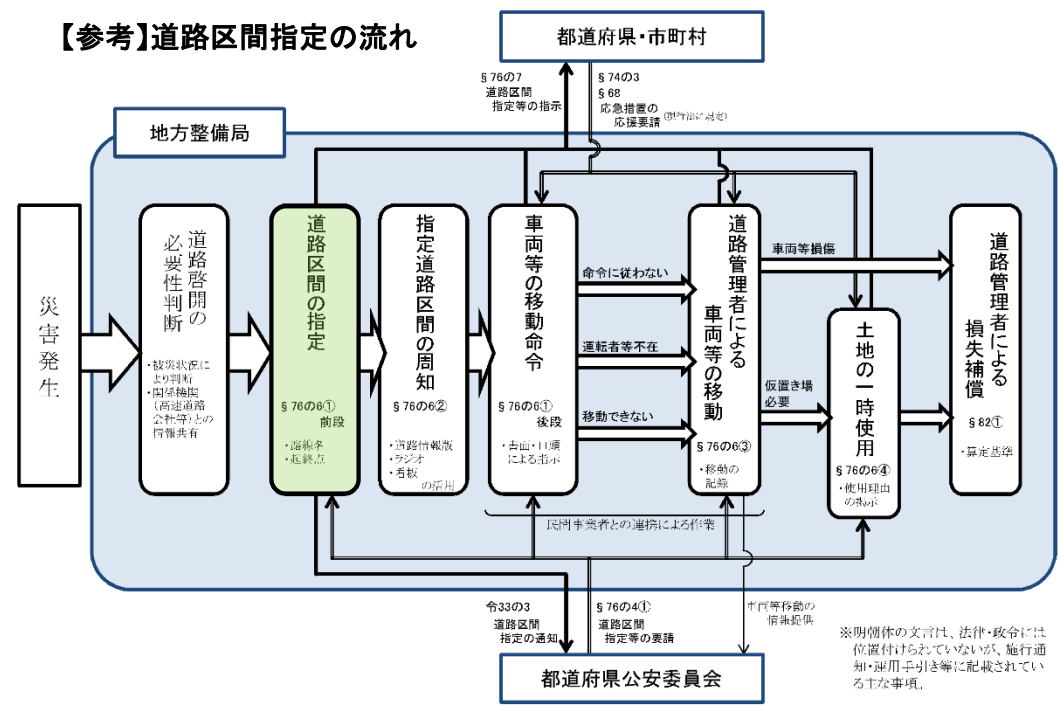 【参考】道路区間指定の流れ
都道府県・市町村
§76の7
道路区間
指定等の指示
§74の3
§68
応急措置の
応援要請
(現行法に規定)
地方整備局
災害発生
道路啓開の
必要性判断
・被災状況に
より判断
・関係機関
(高速道路
会社等)との
情報共有
道路区間の指定
§76の6①
前段
・路線名
・起終点
指定道路区間の周知
§76の6②
・道路情報版
・ラジオ
・看板
の活用
車両等の移動命令
§76の6①
後段
・書面・口頭
による指示
命令に従わない
運転者等不在
移動できない
道路管理者による
車両等の移動
§76の6③
・移動の
記録
車両等損傷
仮置き場
必要
土地の一時使用
§76の6④
・使用理由
の掲示
道路管理者による
損失補償
§82①
・算定基準
民間事業者との連携による作業
令33の3
道路区間
指定の通知
§76の4①
道路区間
指定等の要請
車両等移動の
情報提供
都道府県公安委員会
※明朝体の文言は、法律・政令には
位置付けられていないが、施行通
知・運用手引き等に記載されてい
る主な事項。